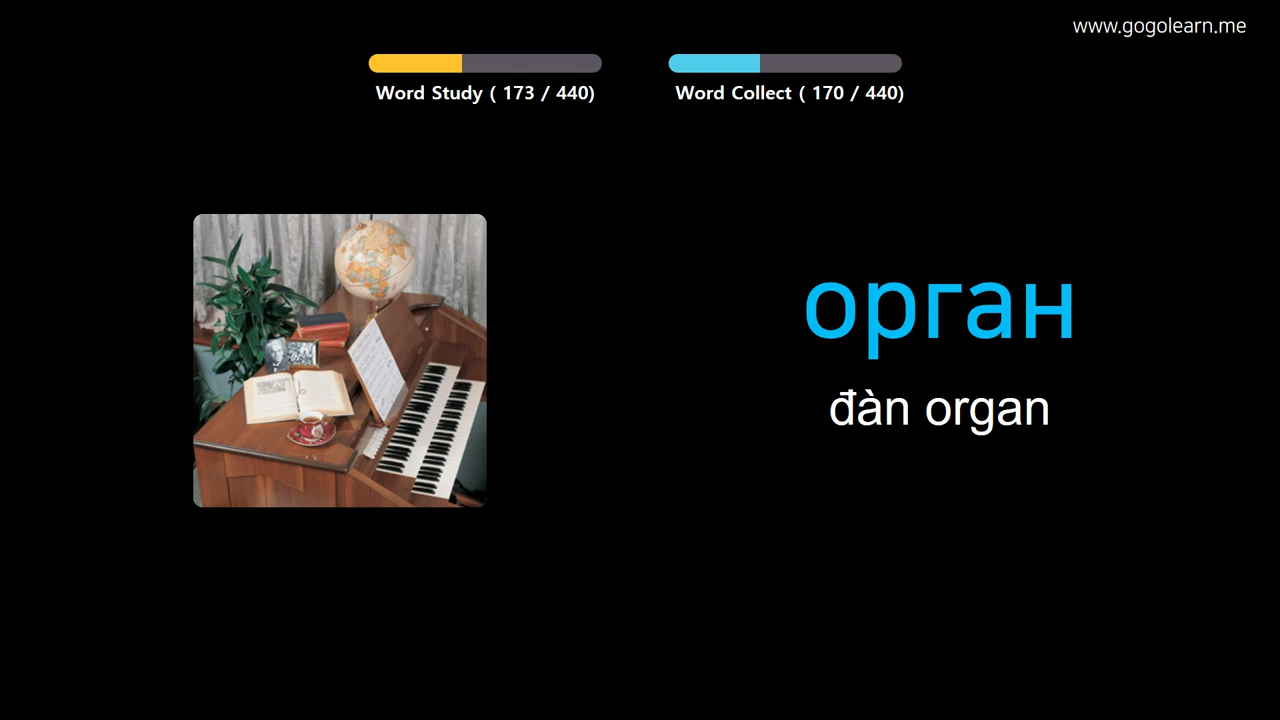 www.gogolearn.me
Word Study ( 173 / 440)
Word Collect ( 170 / 440)
орган
đàn organ